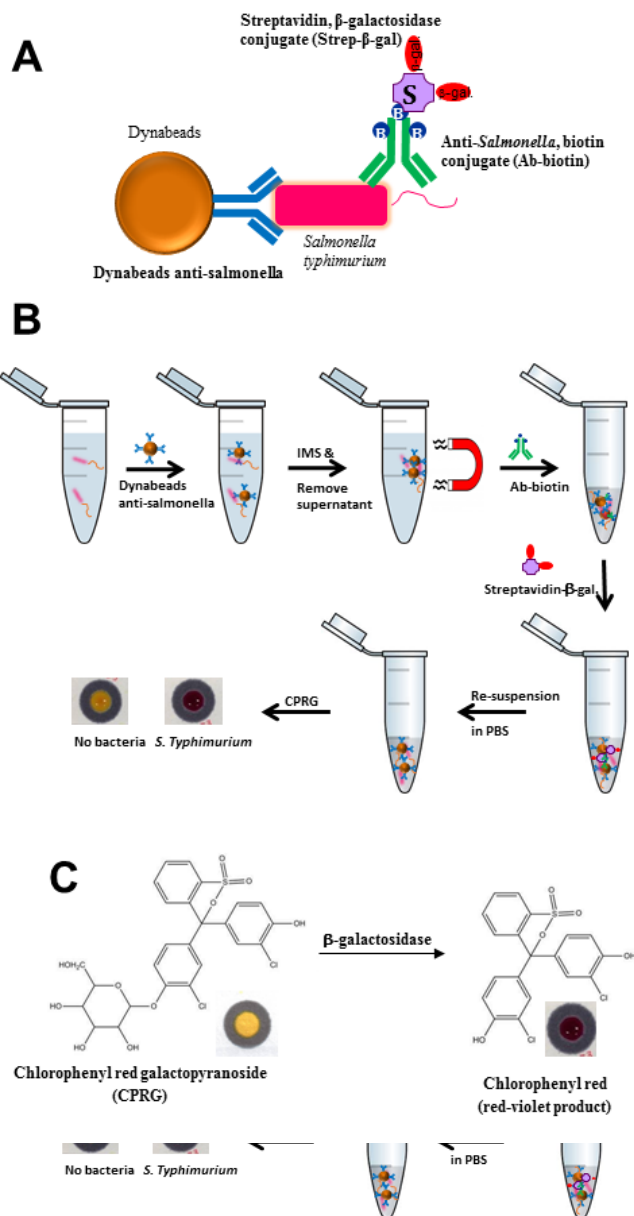 A
Streptavidin, β-galactosidase
conjugate (Strep-β-gal)
β-gal.
S
β-gal.
B
B
B
Anti-Salmonella, biotin
conjugate (Ab-biotin)
Dynabeads
Salmonella
typhimurium
Dynabeads anti-salmonella
B
Dynabeads
anti-salmonella
IMS &
Remove
supernatant
Ab-biotin
Streptavidin-β-gal.
Re-suspension
in PBS
CPRG
No bacteria
S. Typhimurium
C
O
O
S
O
OH
Cl
HOH₂C
O
HO
O
Cl
HO
OH
OH
β-galactosidase
O
S
O
O
OH
Cl
HO
Cl
Chlorophenyl red galactopyranoside
(CPRG)
Chlorophenyl red
(red-violet product)
No bacteria
S. Typhimurium
in PBS